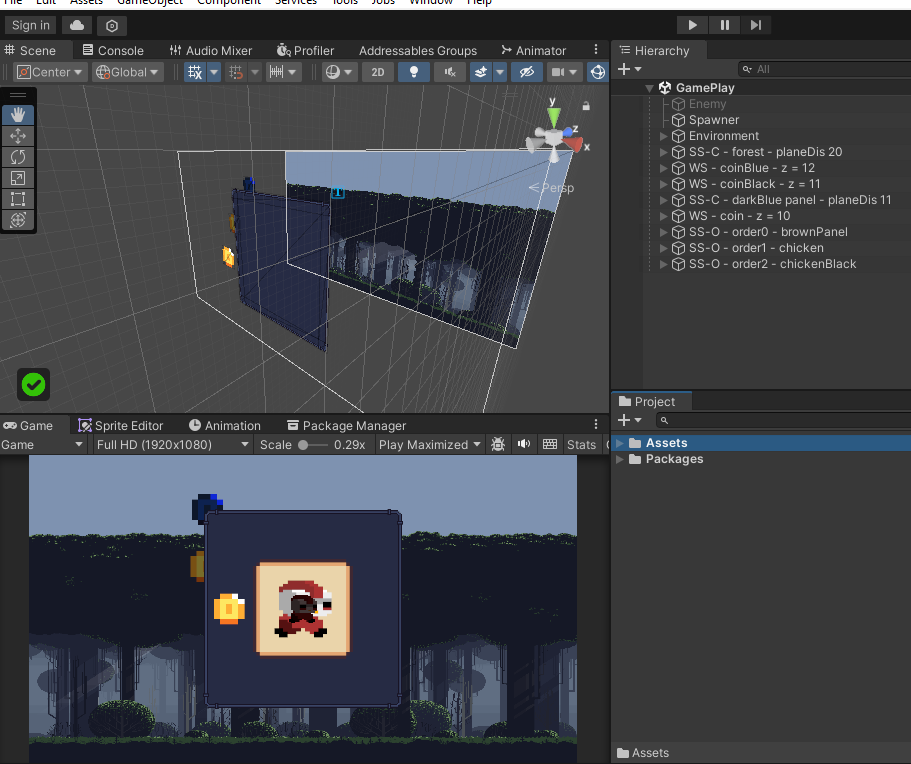 File Edit Assets GameObject Component Services Tools Jobs Window Help
Sign in
Scene Console Audio Mixer Profiler Addressables Groups Animator
Center Global 2D
y
z
x
Persp
Hierarchy
All
GamePlay
Enemy
Spawner
Environment
SS-C - forest - planeDis 20
WS - coinBlue - z = 12
WS - coinBlack - z = 11
SS-C - darkBlue panel - planeDis 11
WS - coin - z = 10
SS-O - order0 - brownPanel
SS-O - order1 - chicken
SS-O - order2 - chickenBlack
Game Sprite Editor Animation Package Manager
Game Full HD (1920x1080) Scale 0.29x Play Maximized Stats
Project
Assets
Packages
Assets